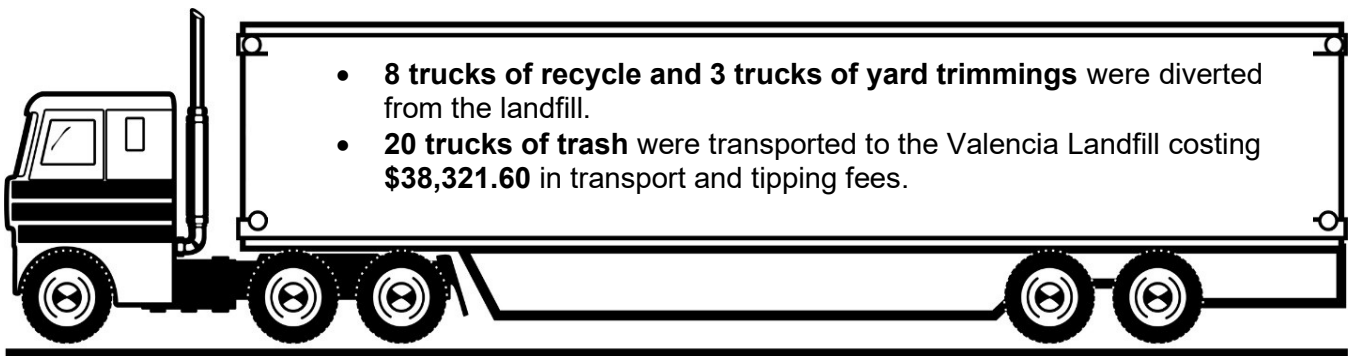 • 8 trucks of recycle and 3 trucks of yard trimmings were diverted
from the landfill.
• 20 trucks of trash were transported to the Valencia Landfill costing
$38,321.60 in transport and tipping fees.